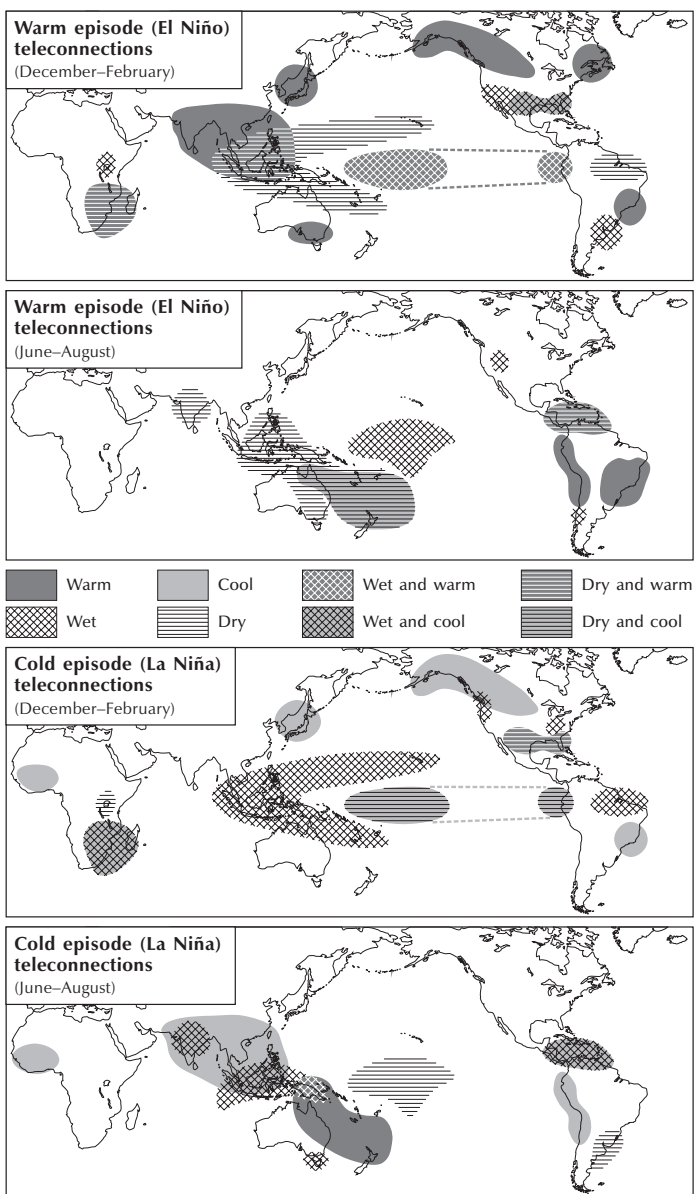 Warm episode (El Niño)
teleconnections
(December–February)
Warm episode (El Niño)
teleconnections
(June–August)
Warm
Cool
Wet and warm
Dry and warm
Wet
Dry
Wet and cool
Dry and cool
Cold episode (La Niña)
teleconnections
(December–February)
Cold episode (La Niña)
teleconnections
(June–August)